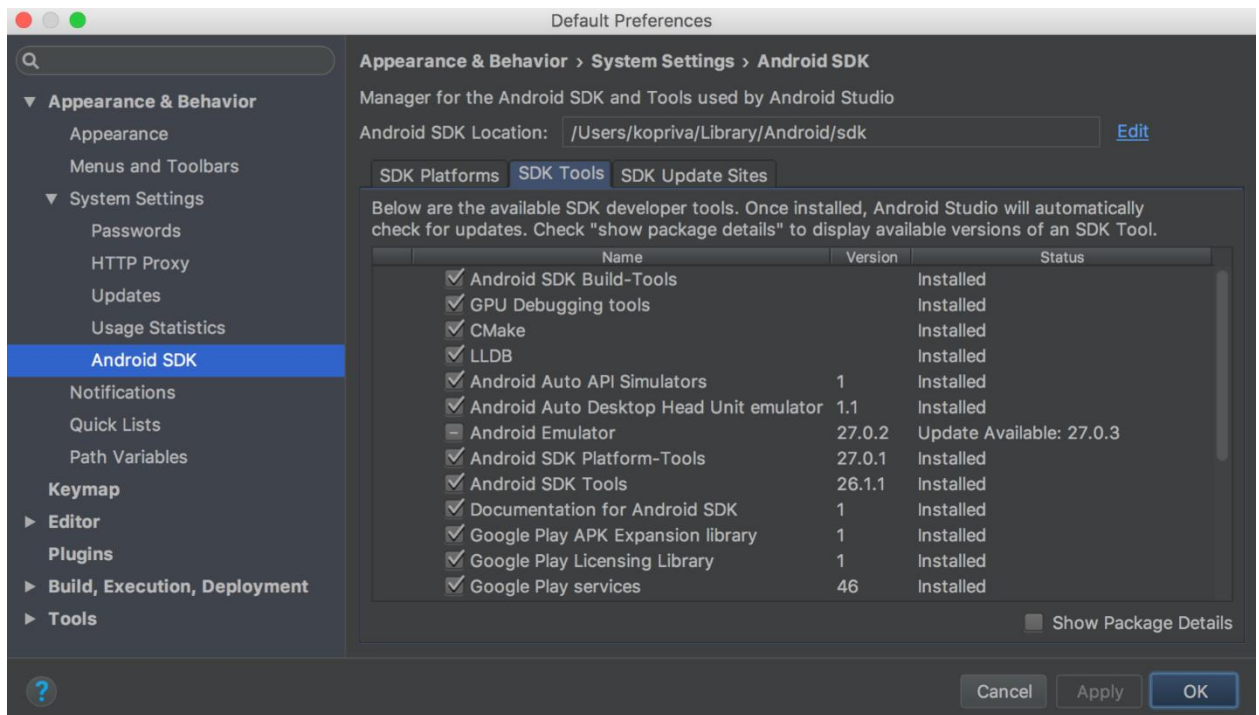 Default Preferences
Appearance & Behavior
Appearance
Menus and Toolbars
System Settings
Passwords
HTTP Proxy
Updates
Usage Statistics
Android SDK
Notifications
Quick Lists
Path Variables
Keymap
Editor
Plugins
Build, Execution, Deployment
Tools
Appearance & Behavior › System Settings › Android SDK
Manager for the Android SDK and Tools used by Android Studio
Android SDK Location: /Users/kopriva/Library/Android/sdk Edit
SDK Platforms SDK Tools SDK Update Sites
Below are the available SDK developer tools. Once installed, Android Studio will automatically
check for updates. Check "show package details" to display available versions of an SDK Tool.
Name Version Status
Android SDK Build-Tools Installed
GPU Debugging tools Installed
CMake Installed
LLDB Installed
Android Auto API Simulators 1 Installed
Android Auto Desktop Head Unit emulator 1.1 Installed
Android Emulator 27.0.2 Update Available: 27.0.3
Android SDK Platform-Tools 27.0.1 Installed
Android SDK Tools 26.1.1 Installed
Documentation for Android SDK 1 Installed
Google Play APK Expansion library 1 Installed
Google Play Licensing Library 1 Installed
Google Play services 46 Installed
Show Package Details
? Cancel Apply OK